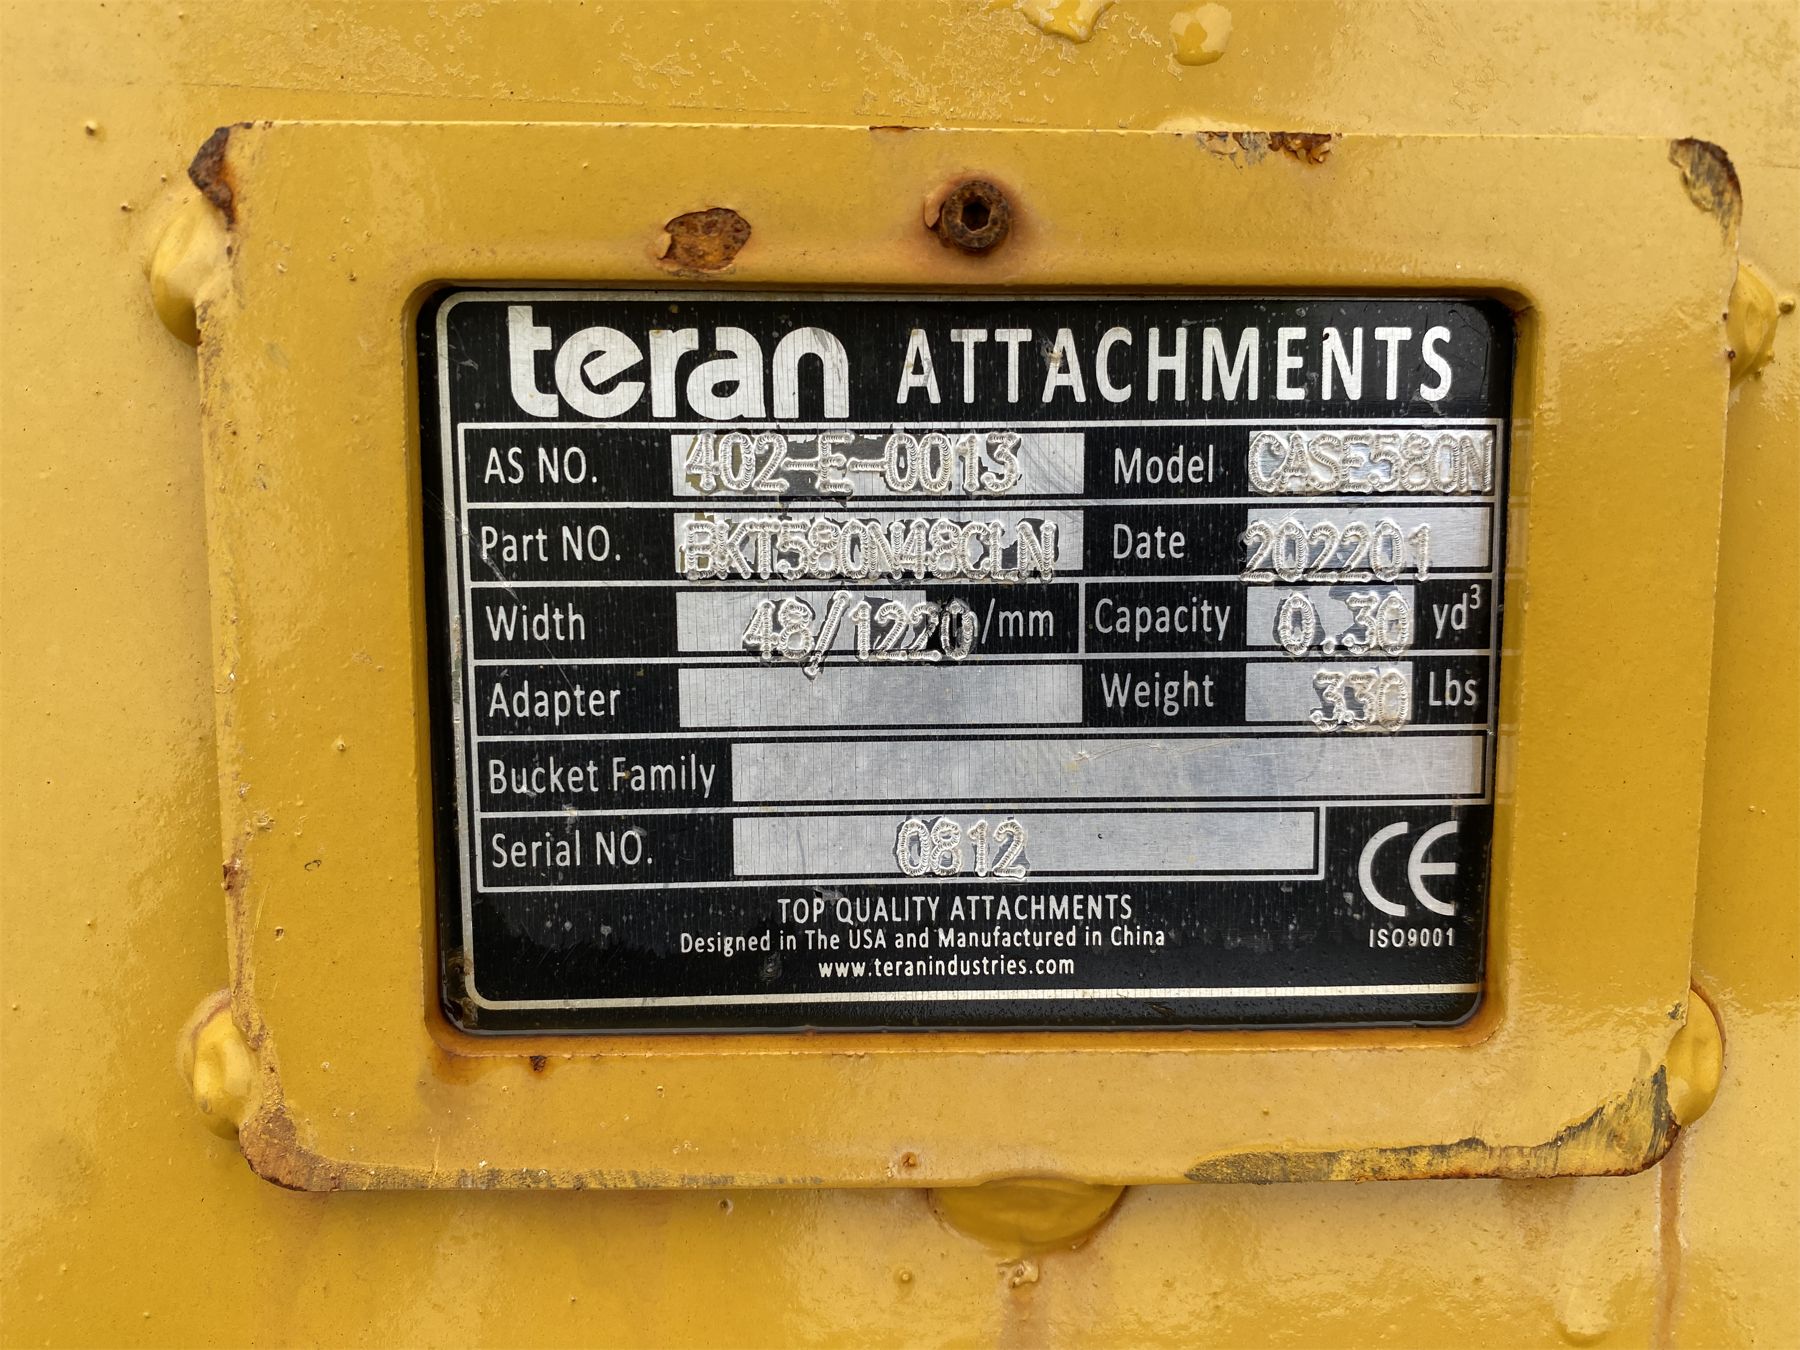 teran ATTACHMENTS
AS NO. 402-E-0013 Model CASE580N
Part NO. BKT580N48CLN Date 202201
Width 48/1220/mm Capacity 0.30 yd³
Adapter Weight 330 Lbs
Bucket Family
Serial NO. 0812
CE
ISO9001
TOP QUALITY ATTACHMENTS
Designed in The USA and Manufactured in China
www.teranindustries.com